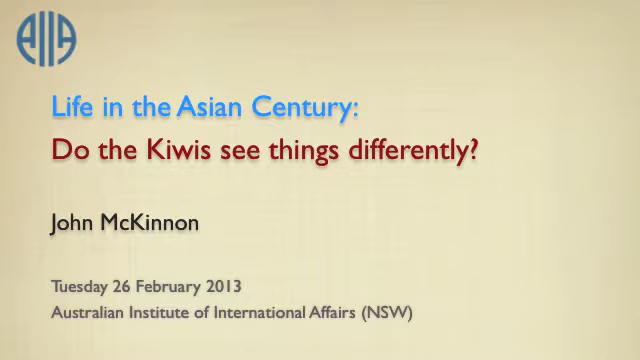 AIIA
Life in the Asian Century:
Do the Kiwis see things differently?
John McKinnon
Tuesday 26 February 2013
Australian Institute of International Affairs (NSW)